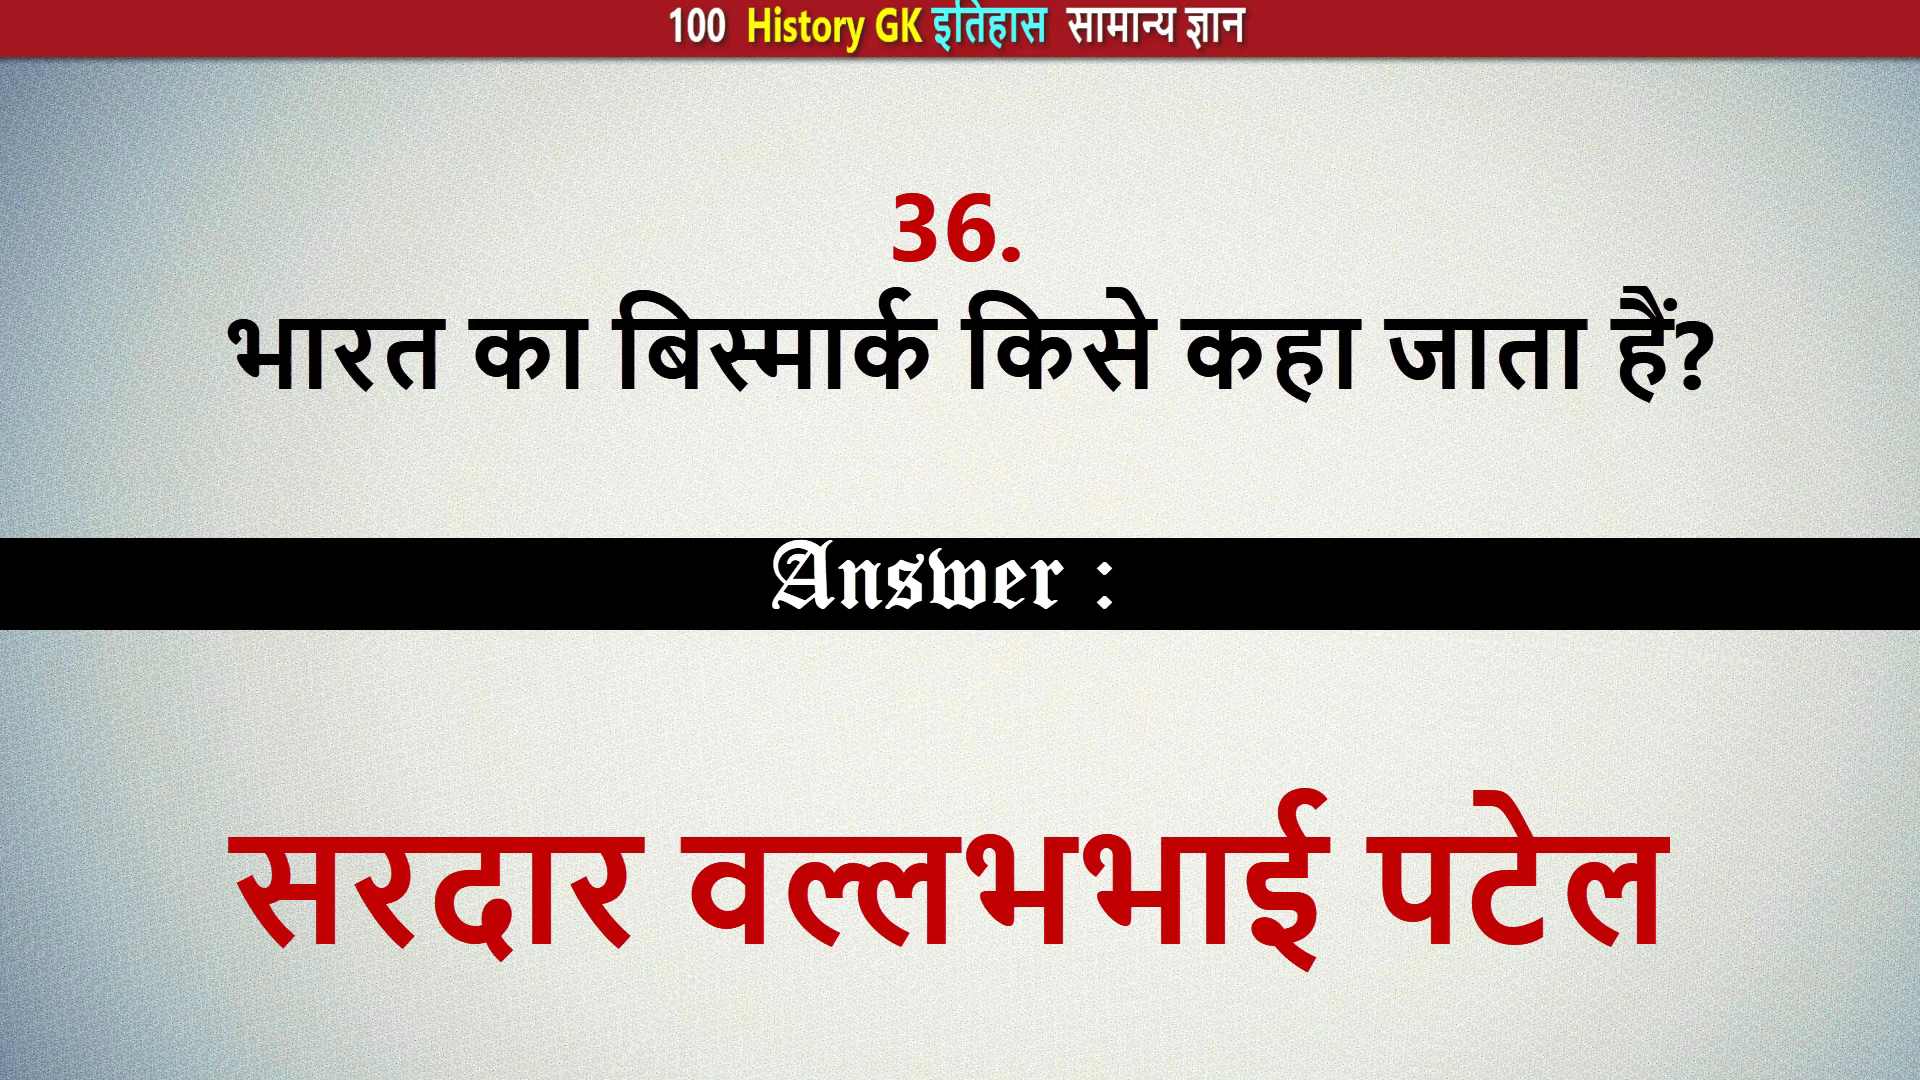 100 History GK इतिहास सामान्य ज्ञान
36.
भारत का बिस्मार्क किसे कहा जाता हैं?
Answer :
सरदार वल्लभभाई पटेल